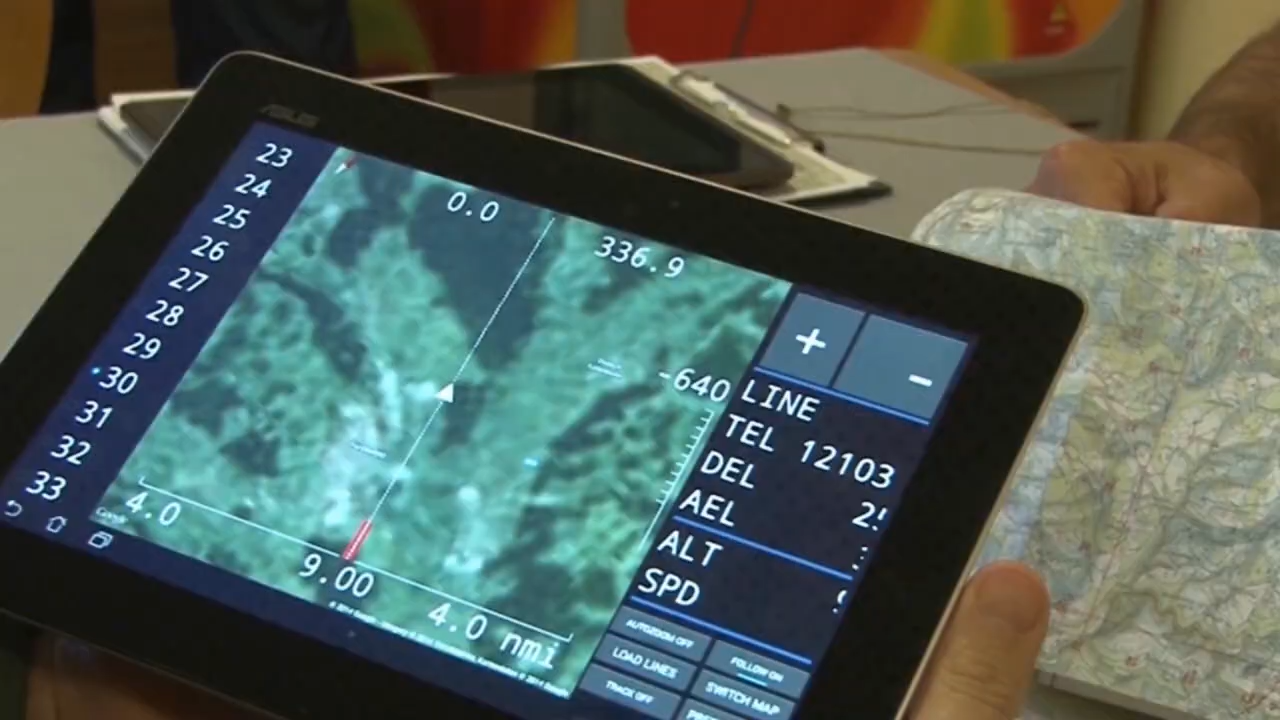 ASUS
23
24
25
26
27
28
29
30
31
32
33
0.0
336.9
-640
4.0
9.00
4.0 nmi
Google
+
-
LINE
TEL 12103
DEL
AEL 2
ALT
SPD
AUTOZOOM OFF
FOLLOW ON
LOAD LINES
SWITCH MAP
TRACK OFF